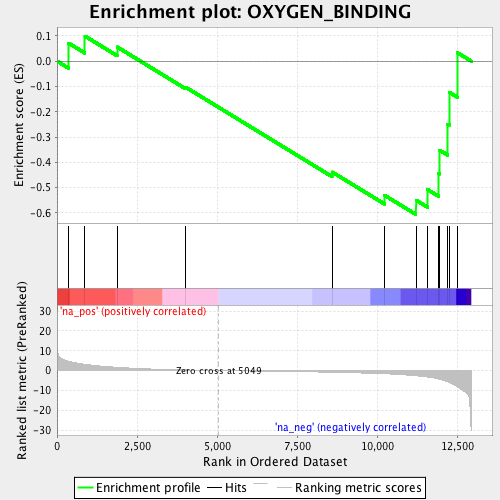 Enrichment plot: OXYGEN_BINDING
Enrichment score (ES)
0.1
0.0
-0.1
-0.2
-0.3
-0.4
-0.5
-0.6
'na_pos' (positively correlated)
Ranked list metric (PreRanked)
30
20
10
0
-10
-20
-30
Zero cross at 5049
'na_neg' (negatively correlated)
0
2,500
5,000
7,500
10,000
12,500
Rank in Ordered Dataset
Enrichment profile
Hits
Ranking metric scores